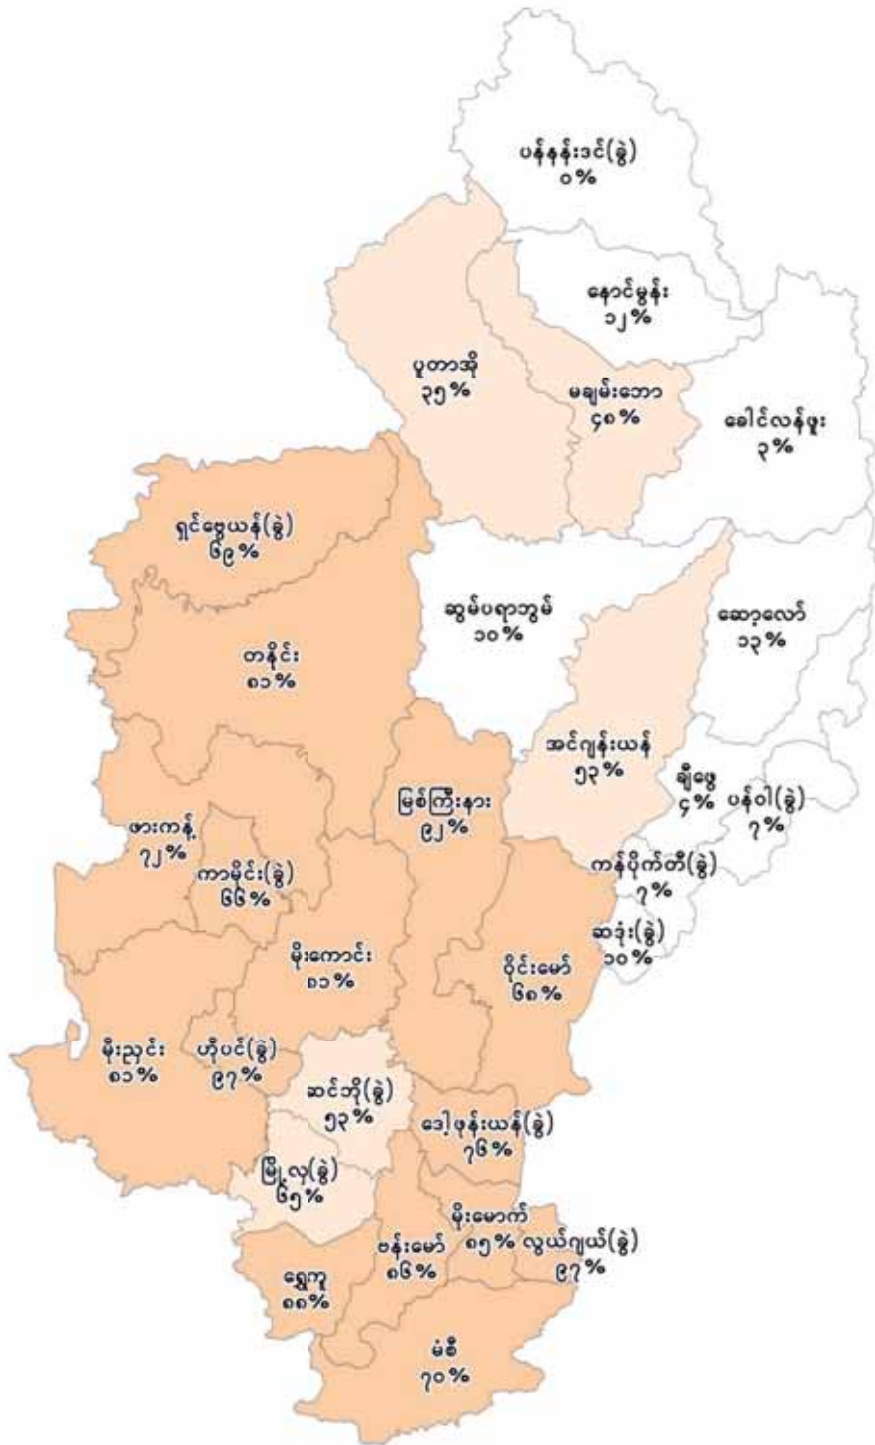 ပန်နန်းဒင်(ခွဲ)
၀%
နောင်မွန်း
၁၂%
ပူတာအို
၃၅%
မချမ်းဘော
၄၈%
ခေါင်လန်ဖူး
၃%
ရှင်ဗွေယန်(ခွဲ)
၆၉%
ဆွမ်ပရာဘွမ်
၁၀%
ဆော့လော်
၁၃%
တနိုင်း
၈၁%
အင်ဂျန်းယန်
၅၃%
ချီဖွေ
၄%
ပန်ဝါ(ခွဲ)
၇%
မြစ်ကြီးနား
၉၂%
ဖားကန့်
၇၂%
ကာမိုင်း(ခွဲ)
၆၆%
ကန်ပိုက်တီ(ခွဲ)
၇%
ဆဒုံး(ခွဲ)
၁၀%
မိုးကောင်း
၈၁%
ဝိုင်းမော်
၆၈%
မိုးညှင်း
၈၁%
ဟိုပင်(ခွဲ)
၉၇%
ဆင်ဘို(ခွဲ)
၅၃%
ဒေါ့ဖုန်းယန်(ခွဲ)
၇၆%
မြို့လှ(ခွဲ)
၆၅%
မိုးမောက်
၈၅%
လွယ်ဂျယ်(ခွဲ)
၉၇%
ဗန်းမော်
၈၆%
ရွှေကူ
၈၈%
မံစီ
၇၀%